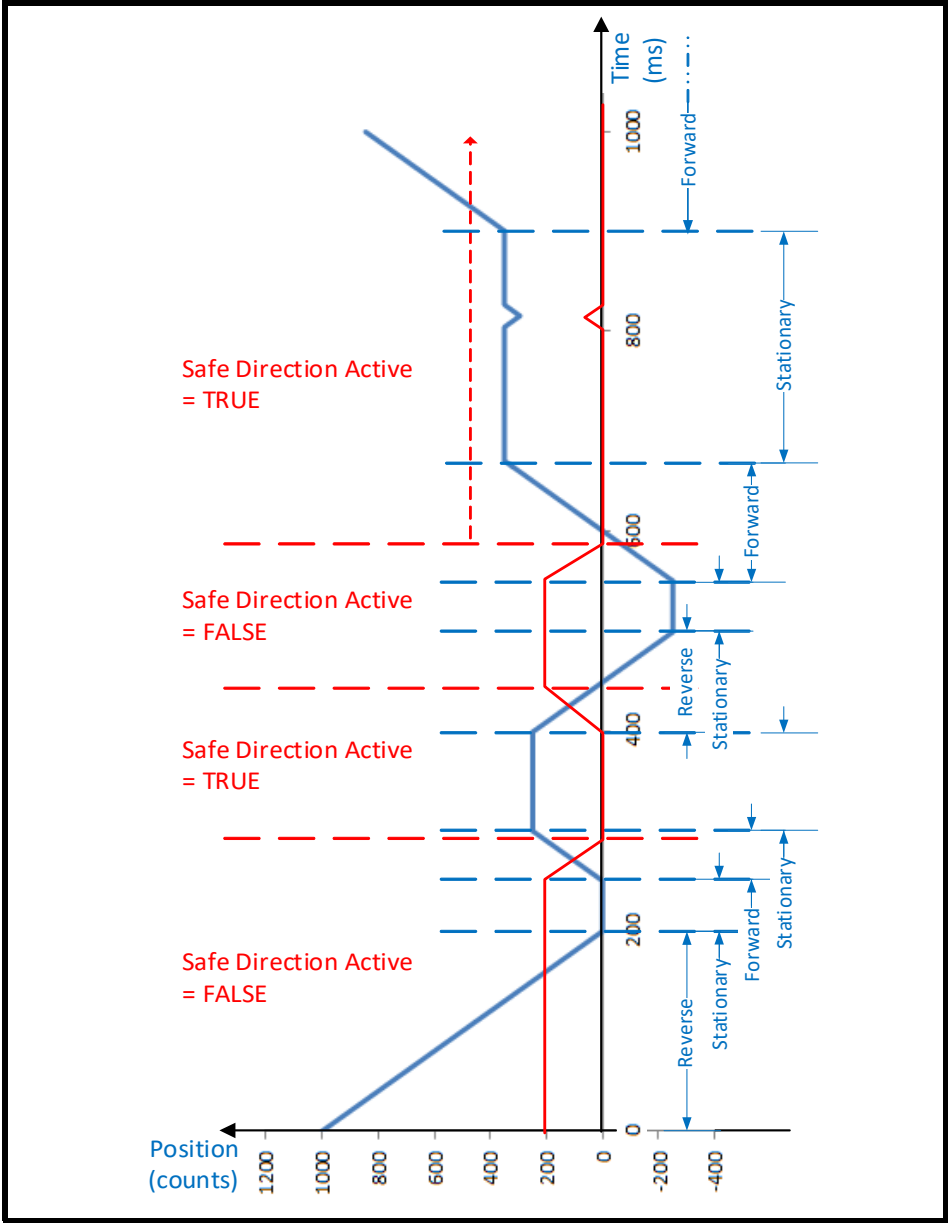 Time
(ms)
Forward
1000
Stationary
800
Safe Direction Active
= TRUE
Forward
600
Safe Direction Active
= FALSE
Reverse
Stationary
400
Safe Direction Active
= TRUE
Stationary
Forward
200
Safe Direction Active
= FALSE
Stationary
Reverse
0
Position
(counts)
1200
1000
800
600
400
200
0
-200
-400